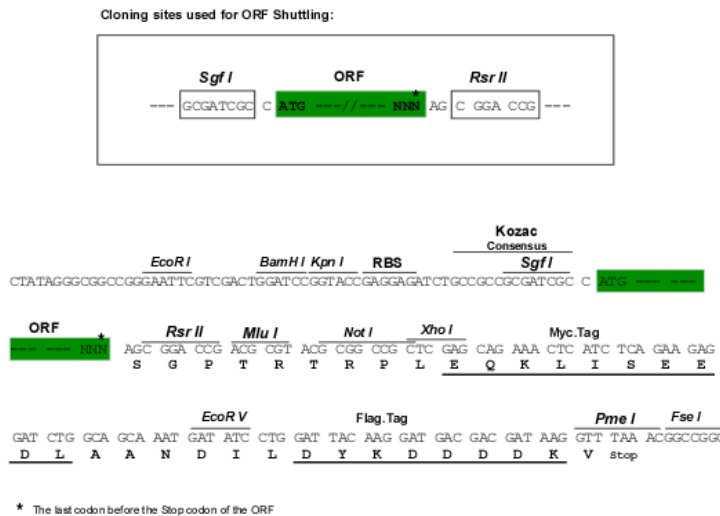 Cloning sites used for ORF Shuttling:
Sgf I ORF Rsr II
*
--- GCGATCGC C ATG ---//--- NNN AG C GGA CCG ---
Kozac
Consensus
EcoR I BamH I Kpn I RBS Sgf I
CTATAGGGCGGCCGGGAATTCGTCGACTGGATCCGGTACCGAGGAGATCTGCCGCCGCGATCGC C ATG --- ---
ORF * Rsr II Mlu I Not I Xho I Myc.Tag
--- --- NNN AGC GGA CCG ACG CGT ACG CGG CCG CTC GAG CAG AAA CTC ATC TCA GAA GAG
S G P T R T R P L E Q K L I S E E
EcoR V Flag.Tag Pme I Fse I
GAT CTG GCA GCA AAT GAT ATC CTG GAT TAC AAG GAT GAC GAC GAT AAG GTT TAA ACGGCCGGC
D L A A N D I L D Y K D D D D K V Stop
* The last codon before the Stop codon of the ORF